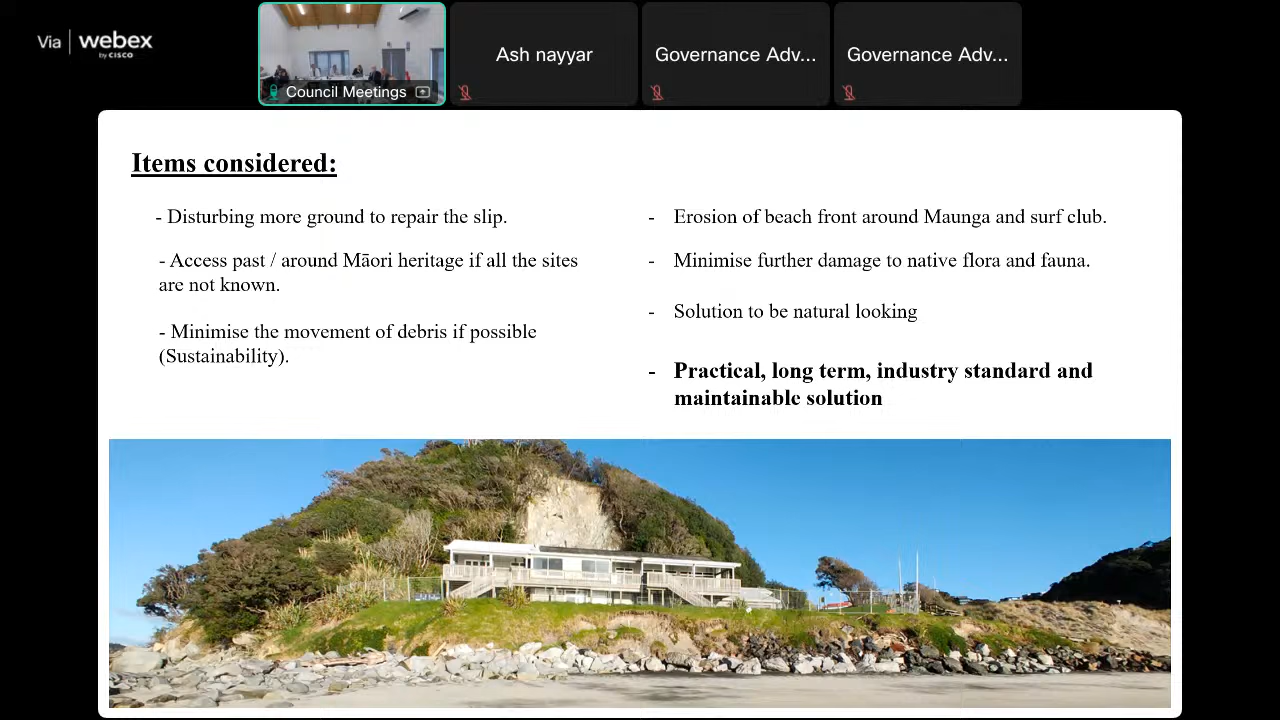 Via webex
by CISCO
Council Meetings
Ash nayyar
Governance Adv...
Governance Adv...
Items considered:
- Disturbing more ground to repair the slip.
- Access past / around Māori heritage if all the sites
are not known.
- Minimise the movement of debris if possible
(Sustainability).
- Erosion of beach front around Maunga and surf club.
- Minimise further damage to native flora and fauna.
- Solution to be natural looking
- Practical, long term, industry standard and
maintainable solution